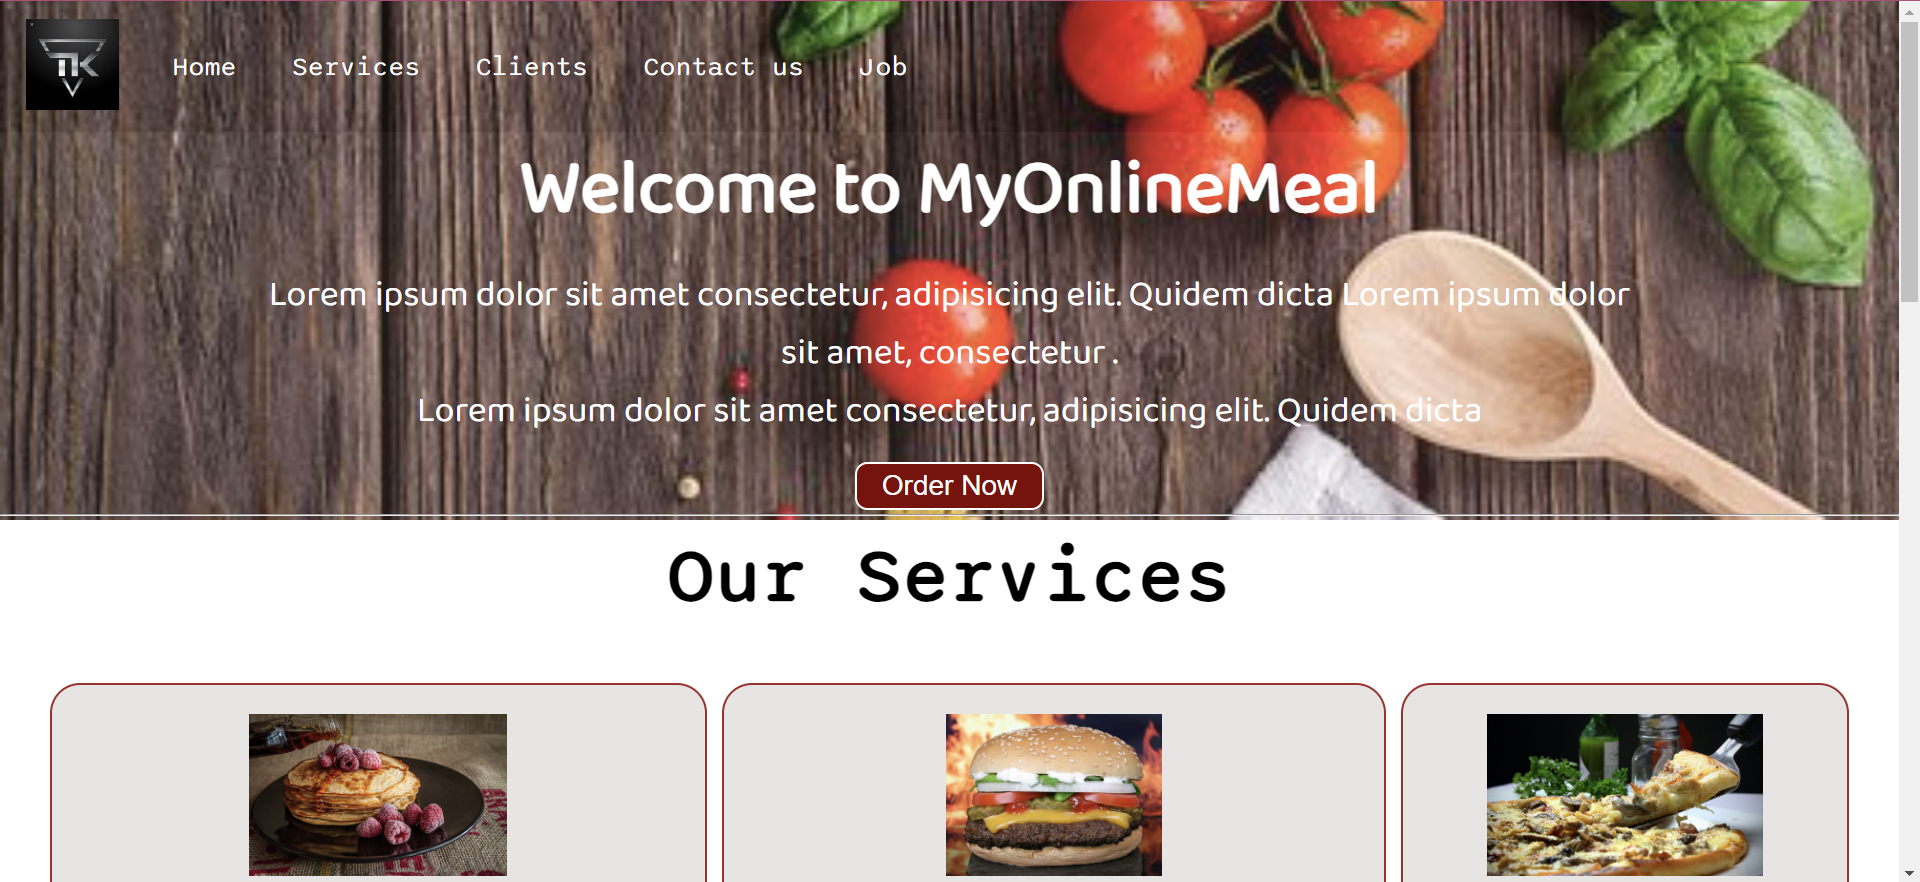 TK
Home Services Clients Contact us Job
Welcome to MyOnlineMeal
Lorem ipsum dolor sit amet consectetur, adipisicing elit. Quidem dicta Lorem ipsum dolor
sit amet, consectetur .
Lorem ipsum dolor sit amet consectetur, adipisicing elit. Quidem dicta
Order Now
Our Services